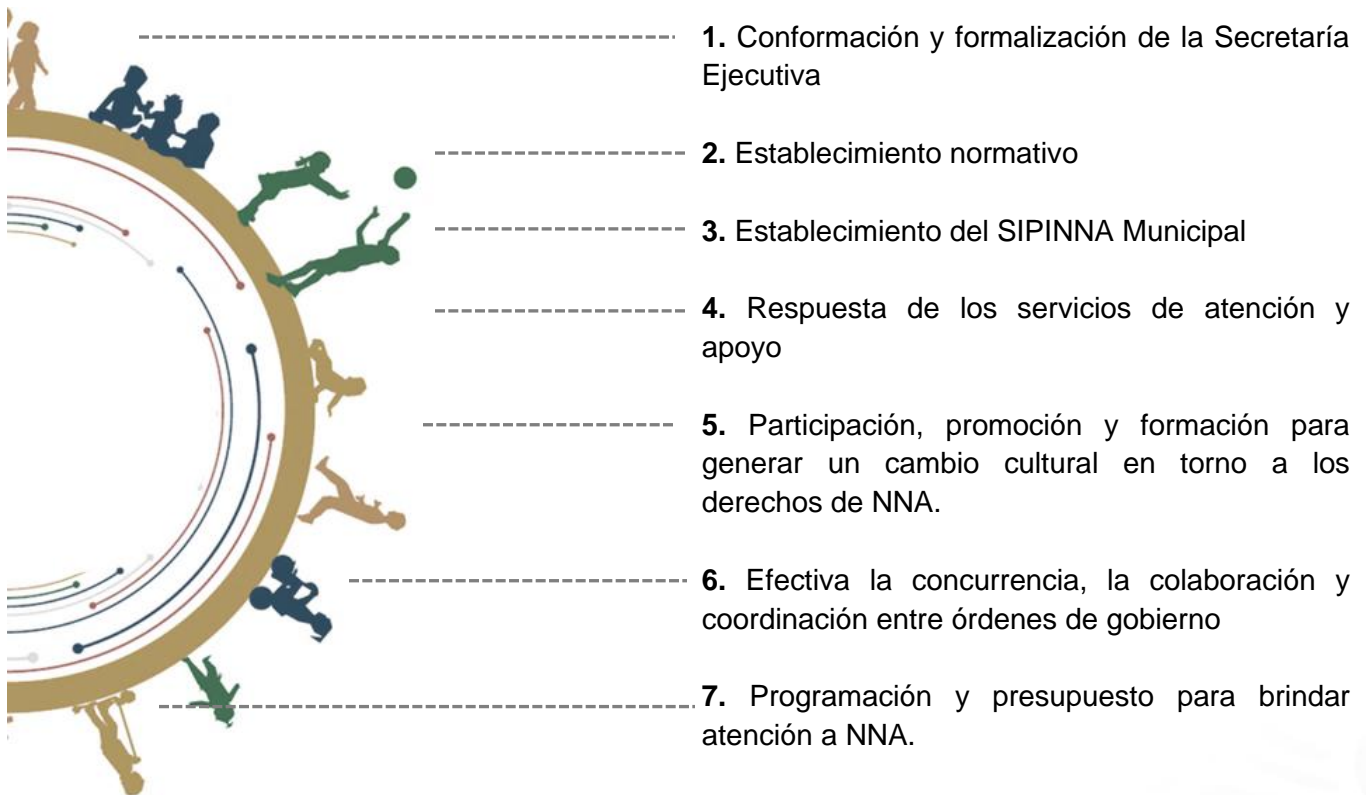 1. Conformación y formalización de la Secretaría
Ejecutiva
2. Establecimiento normativo
3. Establecimiento del SIPINNA Municipal
4. Respuesta de los servicios de atención y
apoyo
5. Participación, promoción y formación para
generar un cambio cultural en torno a los
derechos de NNA.
6. Efectiva la concurrencia, la colaboración y
coordinación entre órdenes de gobierno
7. Programación y presupuesto para brindar
atención a NNA.